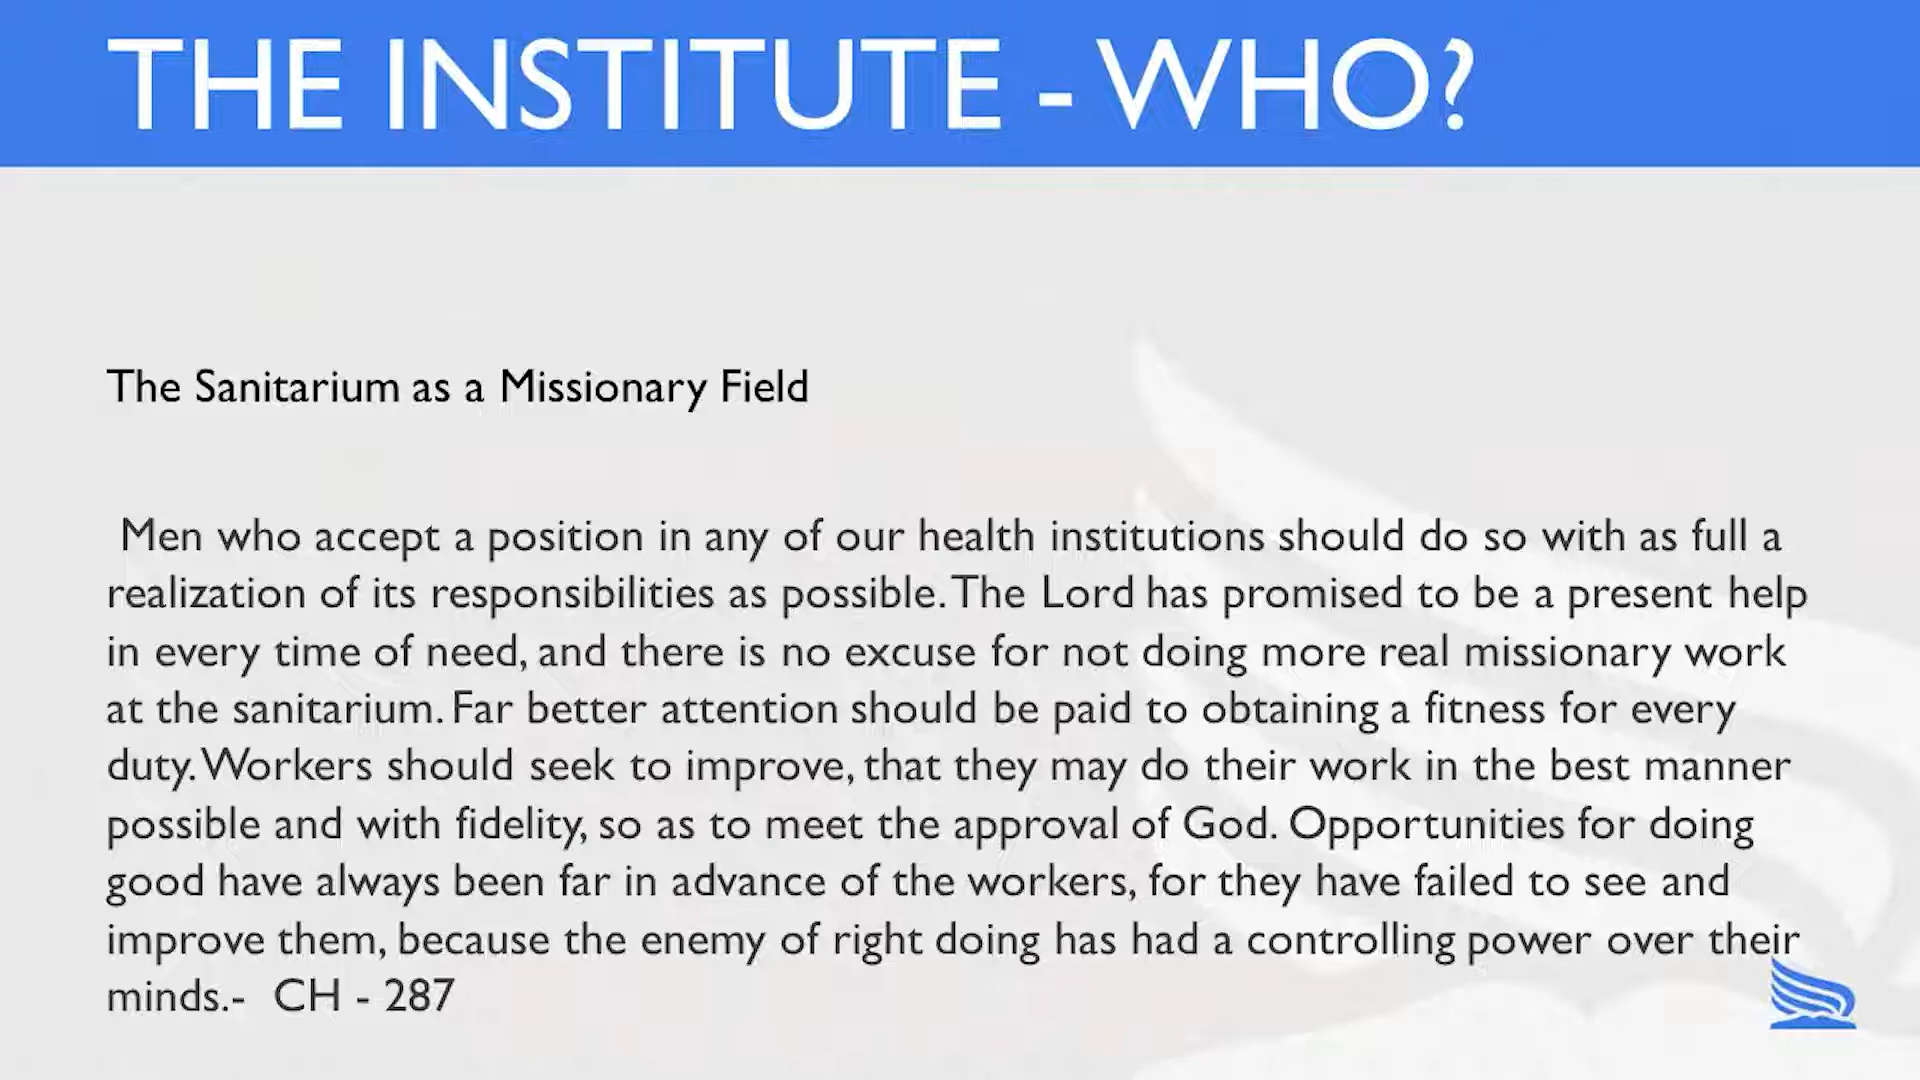 THE INSTITUTE - WHO?
The Sanitarium as a Missionary Field
Men who accept a position in any of our health institutions should do so with as full a
realization of its responsibilities as possible. The Lord has promised to be a present help
in every time of need, and there is no excuse for not doing more real missionary work
at the sanitarium. Far better attention should be paid to obtaining a fitness for every
duty. Workers should seek to improve, that they may do their work in the best manner
possible and with fidelity, so as to meet the approval of God. Opportunities for doing
good have always been far in advance of the workers, for they have failed to see and
improve them, because the enemy of right doing has had a controlling power over their
minds.- CH - 287